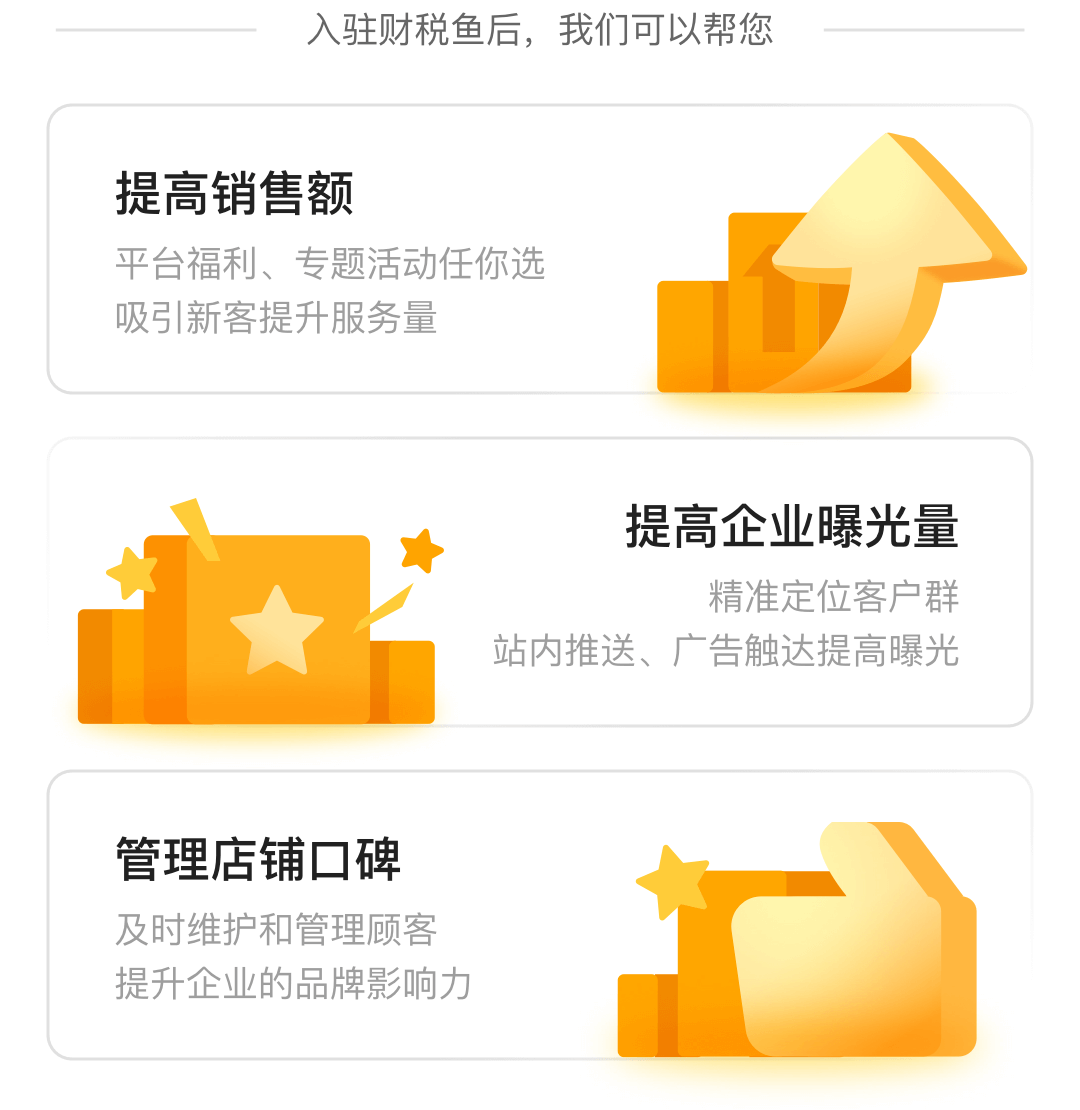 入驻财税鱼后，我们可以帮您
提高销售额
平台福利、专题活动任你选
吸引新客提升服务量
提高企业曝光量
精准定位客户群
站内推送、广告触达提高曝光
管理店铺口碑
及时维护和管理顾客
提升企业的品牌影响力